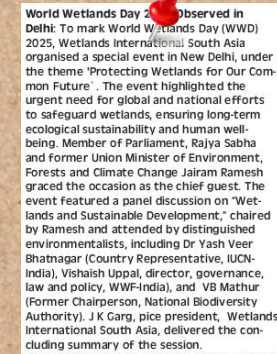 World Wetlands Day 2 Observed in
Delhi: To mark World Wetlands Day (WWD)
2025, Wetlands International South Asia
organised a special event in New Delhi, under
the theme 'Protecting Wetlands for Our Com-
mon Future`. The event highlighted the
urgent need for global and national efforts
to safeguard wetlands, ensuring long-term
ecological sustainability and human well-
being. Member of Parliament, Rajya Sabha
and former Union Minister of Environment,
Forests and Climate Change Jairam Ramesh
graced the occasion as the chief guest. The
event featured a panel discussion on "Wet-
lands and Sustainable Development," chaired
by Ramesh and attended by distinguished
environmentalists, including Dr Yash Veer
Bhatnagar (Country Representative, IUCN-
India), Vishaish Uppal, director, governance,
law and policy, WWF-India), and VB Mathur
(Former Chairperson, National Biodiversity
Authority). J K Garg, pice president, Wetlands
International South Asia, delivered the con-
cluding summary of the session.